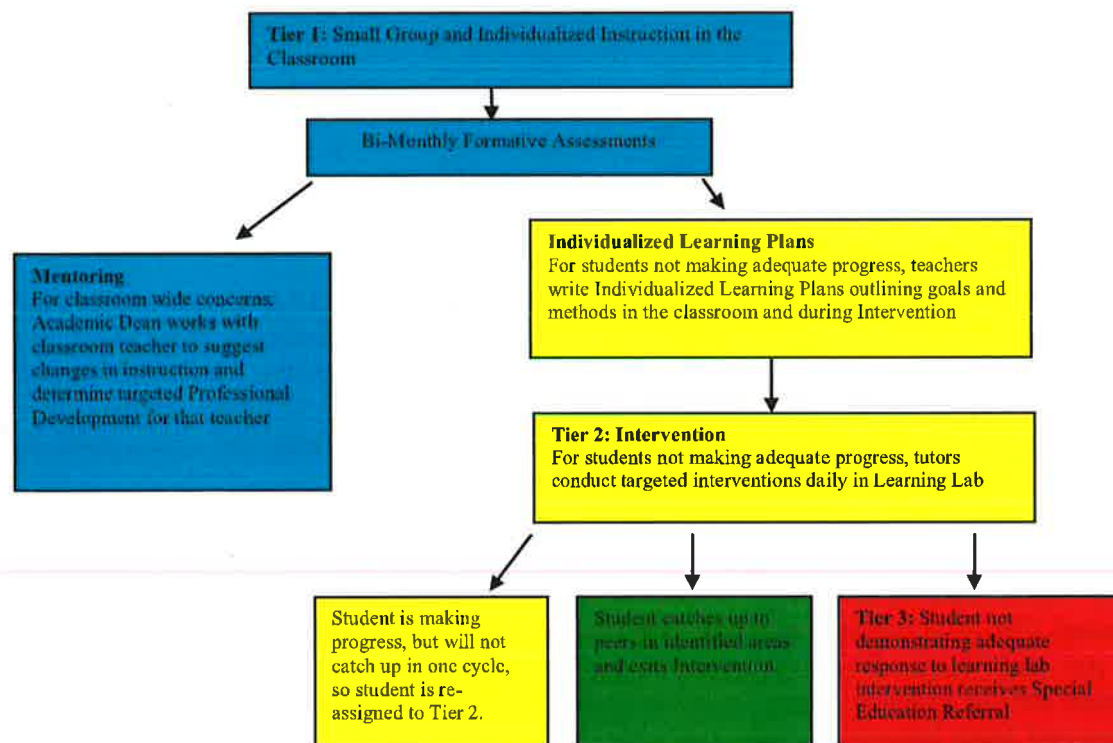 Tier 1: Small Group and Individualized Instruction in the
Classroom
Bi-Monthly Formative Assessments
Mentoring
For classroom wide concerns,
Academic Dean works with
classroom teacher to suggest
changes in instruction and
determine targeted Professional
Development for that teacher
Individualized Learning Plans
For students not making adequate progress, teachers
write Individualized Learning Plans outlining goals and
methods in the classroom and during Intervention
Tier 2: Intervention
For students not making adequate progress, tutors
conduct targeted interventions daily in Learning Lab
Student is making
progress, but will not
catch up in one cycle,
so student is re-
assigned to Tier 2.
Student catches up to
peers in identified areas
and exits Intervention
Tier 3: Student not
demonstrating adequate
response to learning lab
intervention receives Special
Education Referral